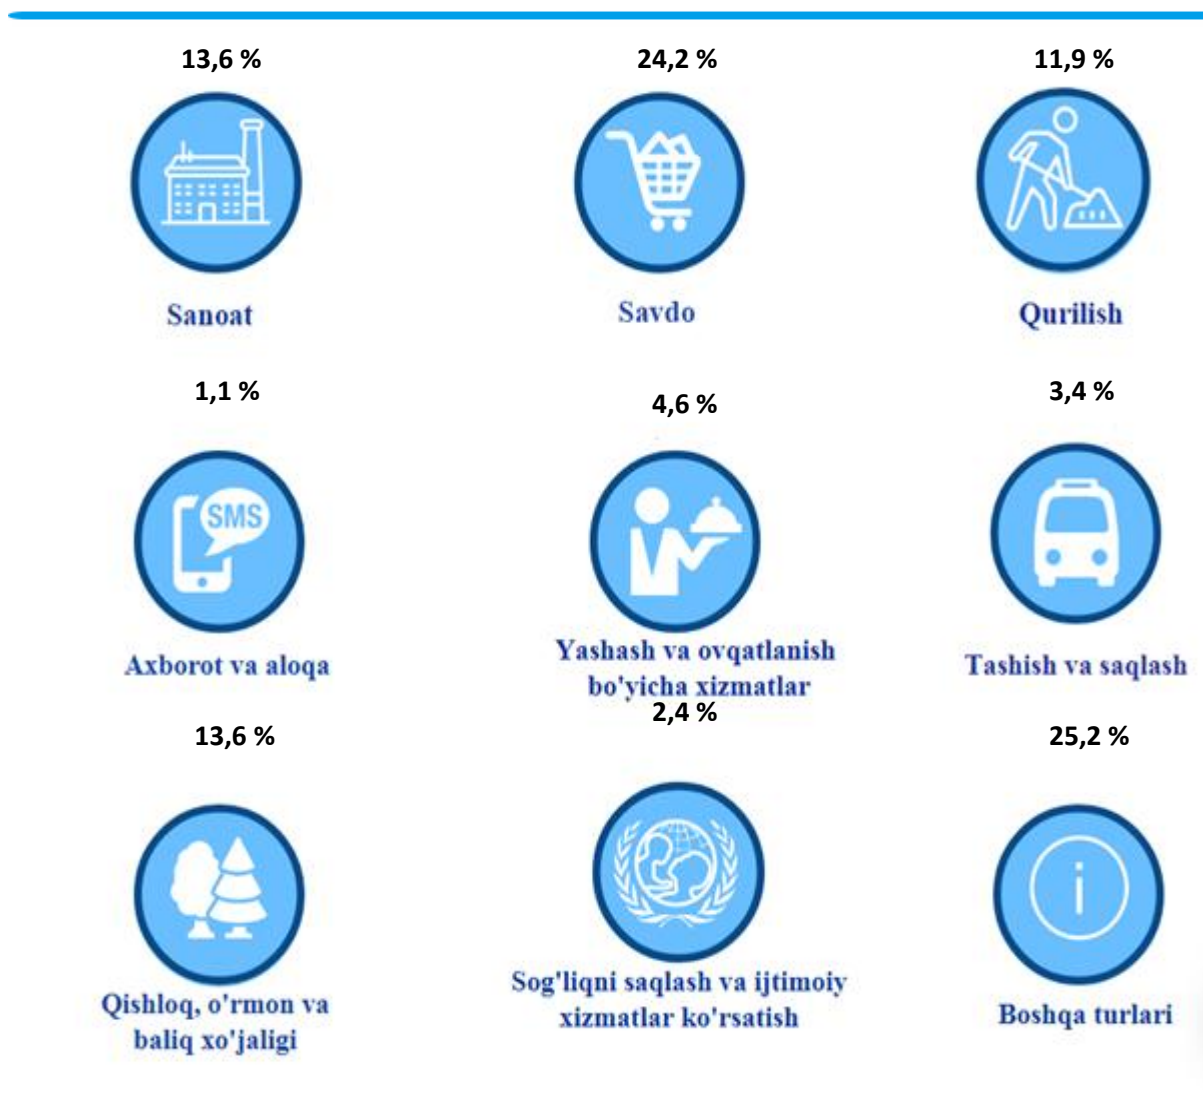 13,6 %
24,2 %
11,9 %
Sanoat
Savdo
Qurilish
1,1 %
4,6 %
3,4 %
SMS
Axborot va aloqa
Yashash va ovqatlanish
bo'yicha xizmatlar
Tashish va saqlash
13,6 %
2,4 %
25,2 %
i
Qishloq, o'rmon va
baliq xo'jaligi
Sog'liqni saqlash va ijtimoiy
xizmatlar ko'rsatish
Boshqa turlari